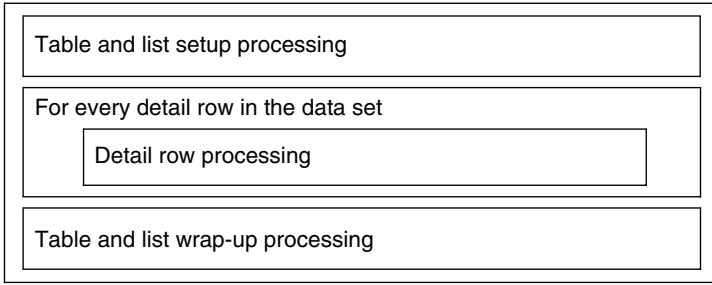 Table and list setup processing
For every detail row in the data set
Detail row processing
Table and list wrap-up processing